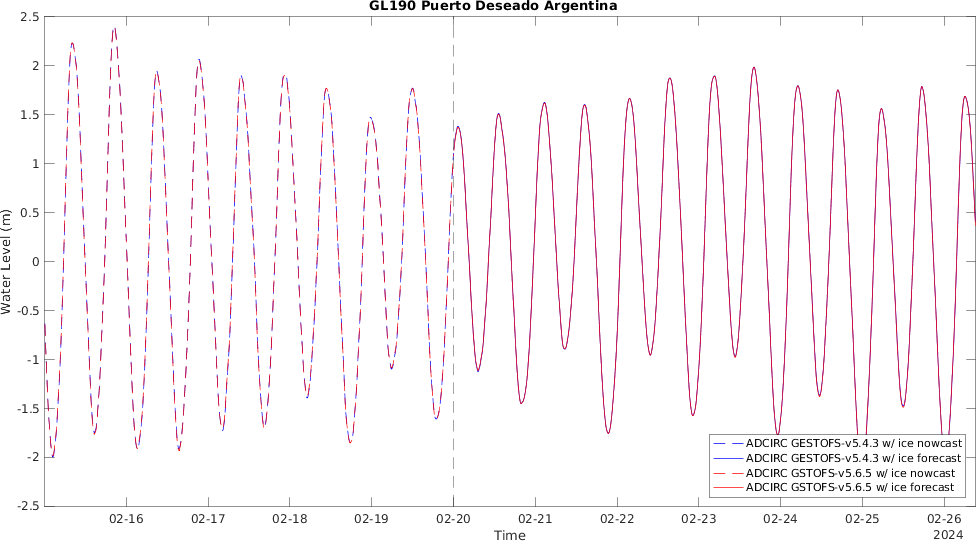 GL190 Puerto Deseado Argentina
2.5
2
1.5
1
0.5
0
-0.5
-1
-1.5
-2
-2.5
Water Level (m)
ADCIRC GESTOFS-v5.4.3 w/ ice nowcast
ADCIRC GESTOFS-v5.4.3 w/ ice forecast
ADCIRC GSTOFS-v5.6.5 w/ ice nowcast
ADCIRC GSTOFS-v5.6.5 w/ ice forecast
02-16 02-17 02-18 02-19 02-20 02-21 02-22 02-23 02-24 02-25 02-26
Time
2024